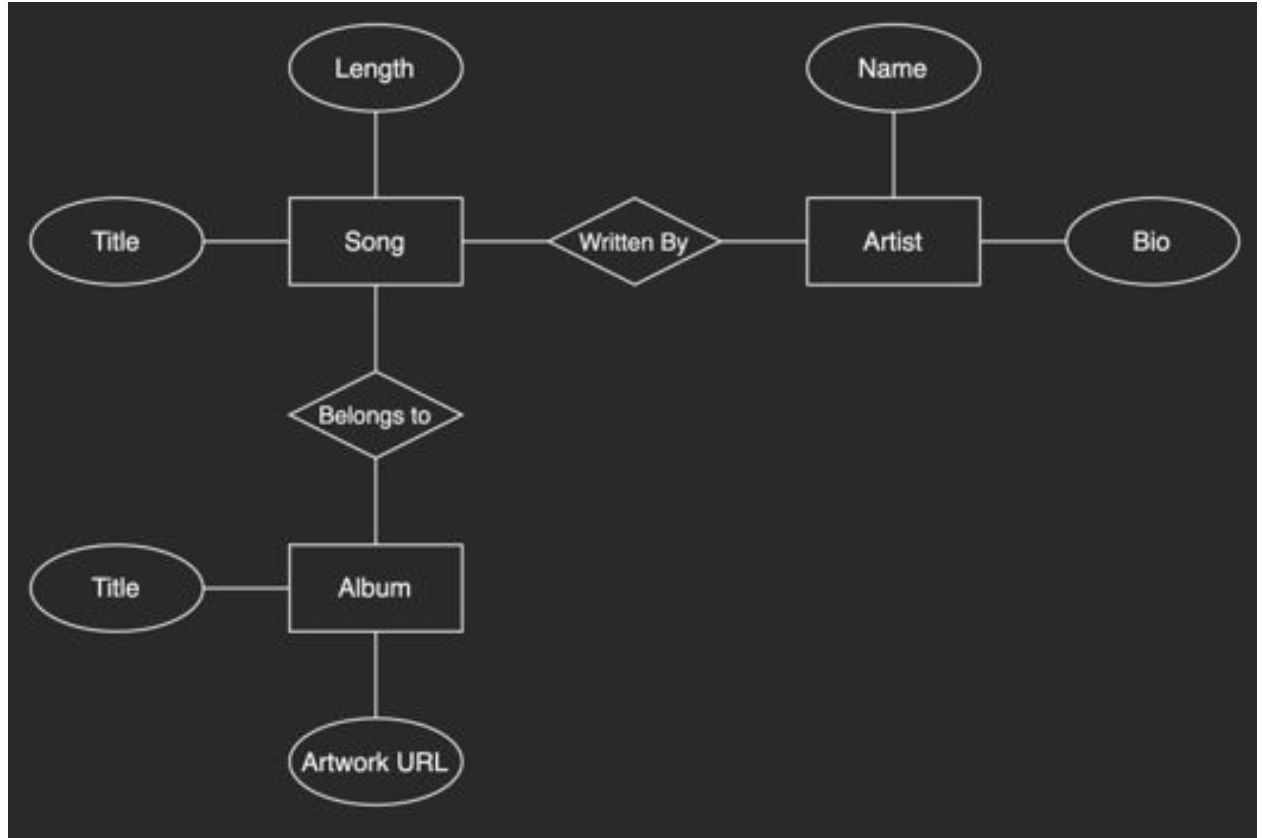 Length
Name
Title
Song
Written By
Artist
Bio
Belongs to
Title
Album
Artwork URL